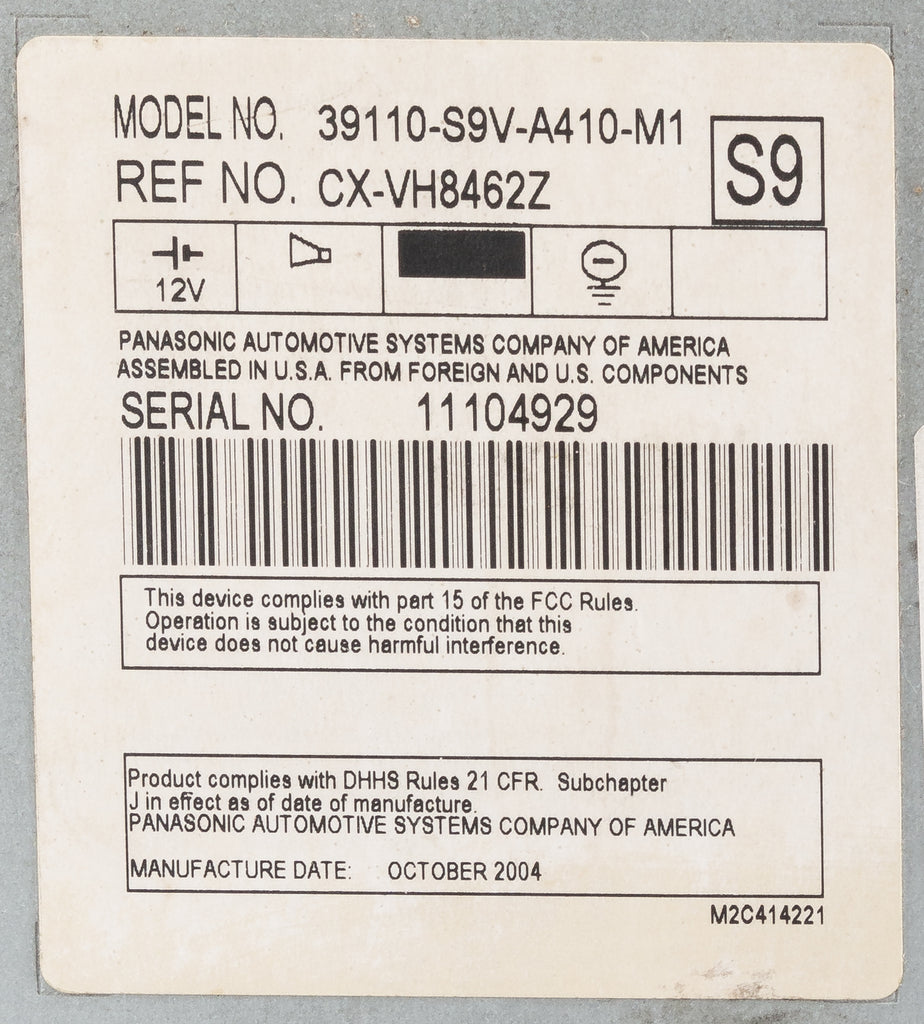 MODEL NO. 39110-S9V-A410-M1
REF NO. CX-VH8462Z
S9
12V
PANASONIC AUTOMOTIVE SYSTEMS COMPANY OF AMERICA
ASSEMBLED IN U.S.A. FROM FOREIGN AND U.S. COMPONENTS
SERIAL NO. 11104929
This device complies with part 15 of the FCC Rules.
Operation is subject to the condition that this
device does not cause harmful interference.
Product complies with DHHS Rules 21 CFR. Subchapter
J in effect as of date of manufacture.
PANASONIC AUTOMOTIVE SYSTEMS COMPANY OF AMERICA
MANUFACTURE DATE: OCTOBER 2004
M2C414221